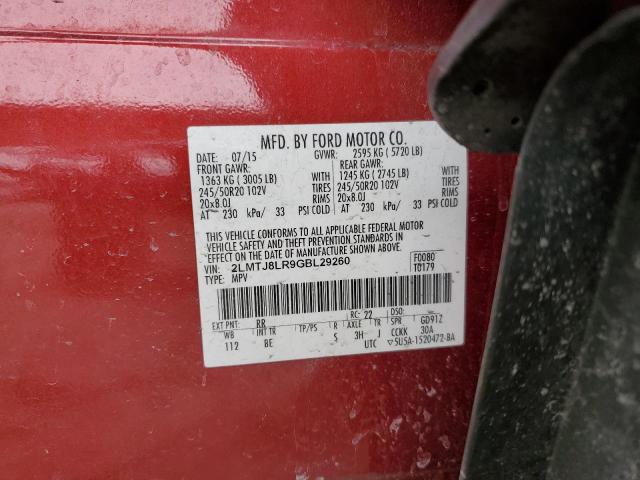 MFD. BY FORD MOTOR CO.
DATE: 07/15 GVWR: 2595 KG ( 5720 LB)
FRONT GAWR: REAR GAWR:
1363 KG ( 3005 LB) WITH 1245 KG ( 2745 LB) WITH
245/50R20 102V TIRES 245/50R20 102V TIRES
20x8.0J RIMS 20x8.0J RIMS
AT 230 kPa/ 33 PSI COLD AT 230 kPa/ 33 PSI COLD
THIS VEHICLE CONFORMS TO ALL APPLICABLE FEDERAL MOTOR
VEHICLE SAFETY AND THEFT PREVENTION STANDARDS IN
EFFECT ON THE DATE OF MANUFACTURE SHOWN ABOVE.
VIN: 2LMTJ8LR9GBL29260 F0080
TYPE: MPV T0179
EXT PNT: RR RC: 22 DSO:
WB INT TR TP/PS R AXLE TR SPR GD91Z
112 BE S 3H J CCKK 30A
UTC ▽5U5A-1520472-BA